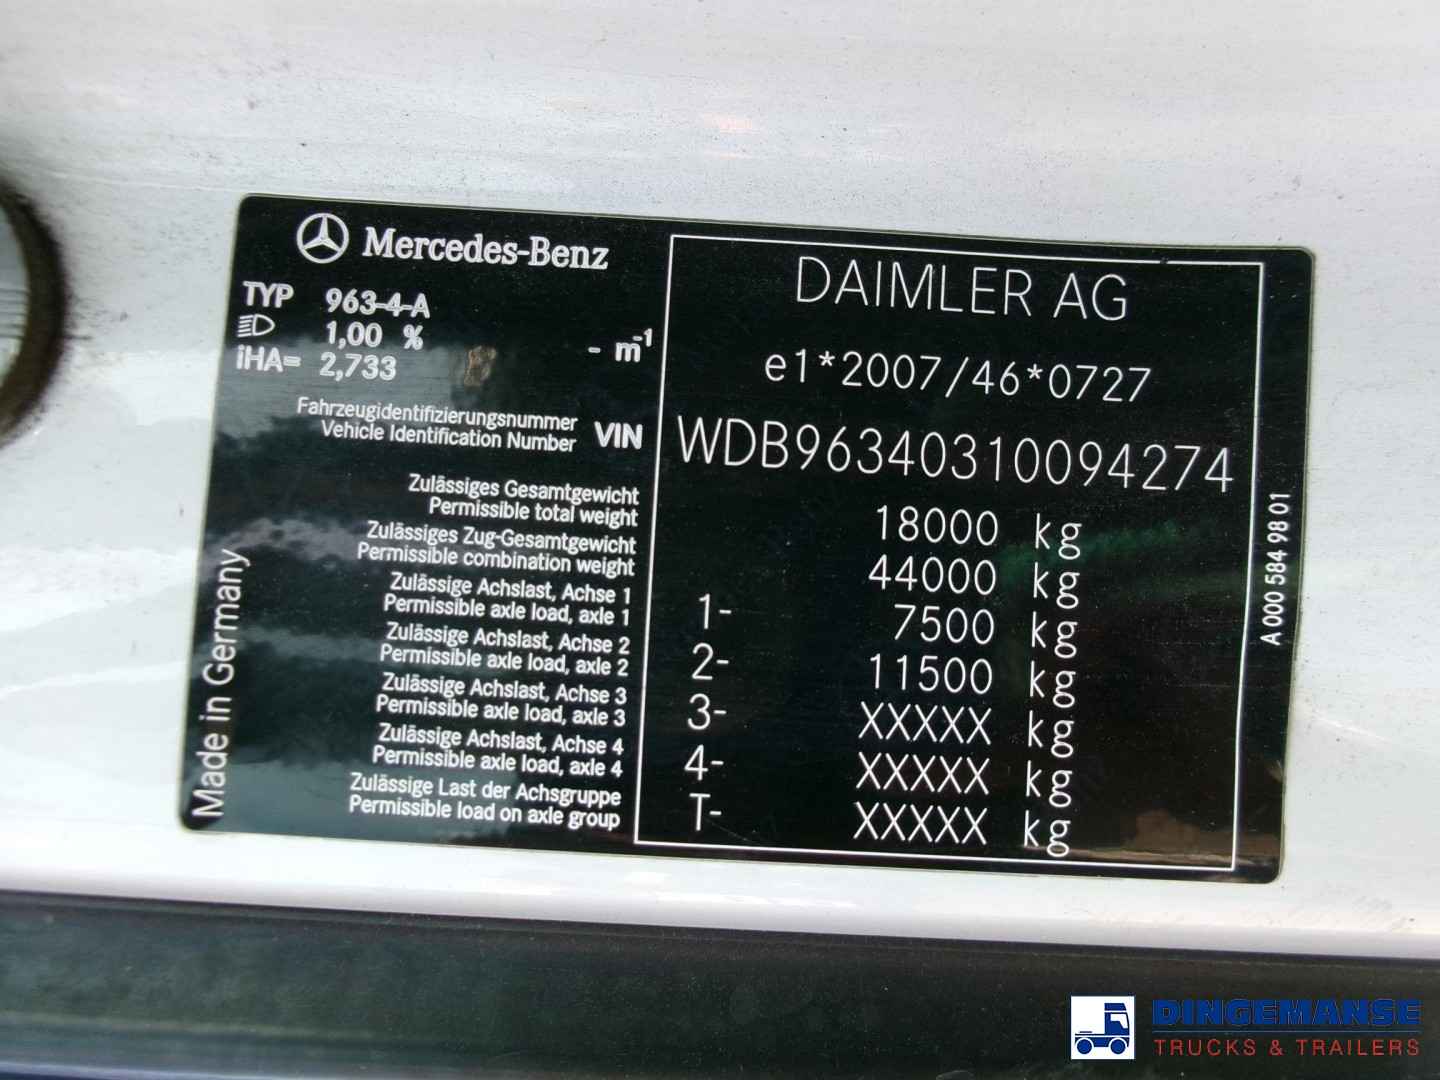 Mercedes-Benz
TYP 963-4-A
1,00 % - m-1
iHA= 2,733
Fahrzeugidentifizierungsnummer
Vehicle Identification Number VIN
Zulässiges Gesamtgewicht
Permissible total weight
Zulässiges Zug-Gesamtgewicht
Permissible combination weight
Zulässige Achslast, Achse 1
Permissible axle load, axle 1
Zulässige Achslast, Achse 2
Permissible axle load, axle 2
Zulässige Achslast, Achse 3
Permissible axle load, axle 3
Zulässige Achslast, Achse 4
Permissible axle load, axle 4
Zulässige Last der Achsgruppe
Permissible load on axle group
Made in Germany
DAIMLER AG
e1*2007/46*0727
WDB96340310094274
18000 kg
44000 kg
1- 7500 kg
2- 11500 kg
3- XXXXX kg
4- XXXXX kg
T- XXXXX kg
A 000 584 98 01
DINGEMANSE
TRUCKS & TRAILERS